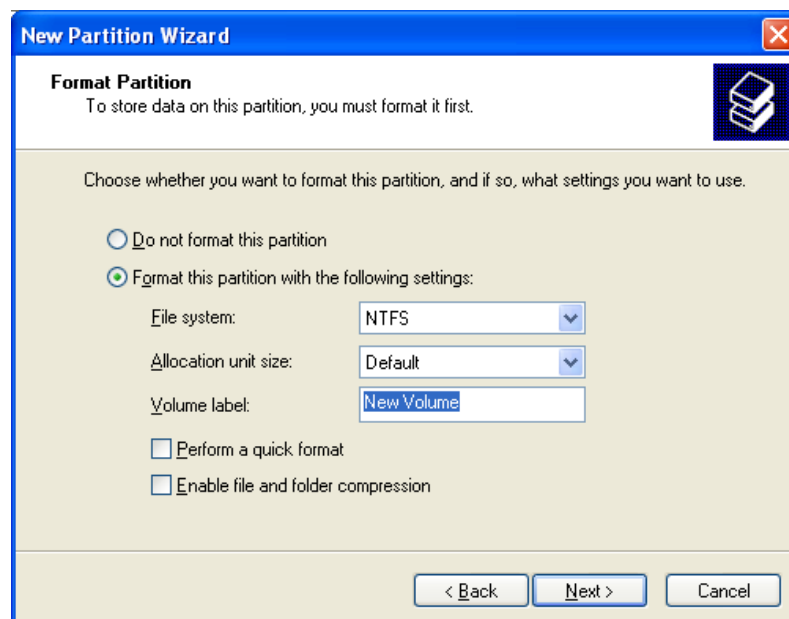 New Partition Wizard
Format Partition
To store data on this partition, you must format it first.
Choose whether you want to format this partition, and if so, what settings you want to use.
Do not format this partition
Format this partition with the following settings:
File system: NTFS
Allocation unit size: Default
Volume label: New Volume
Perform a quick format
Enable file and folder compression
< Back Next > Cancel